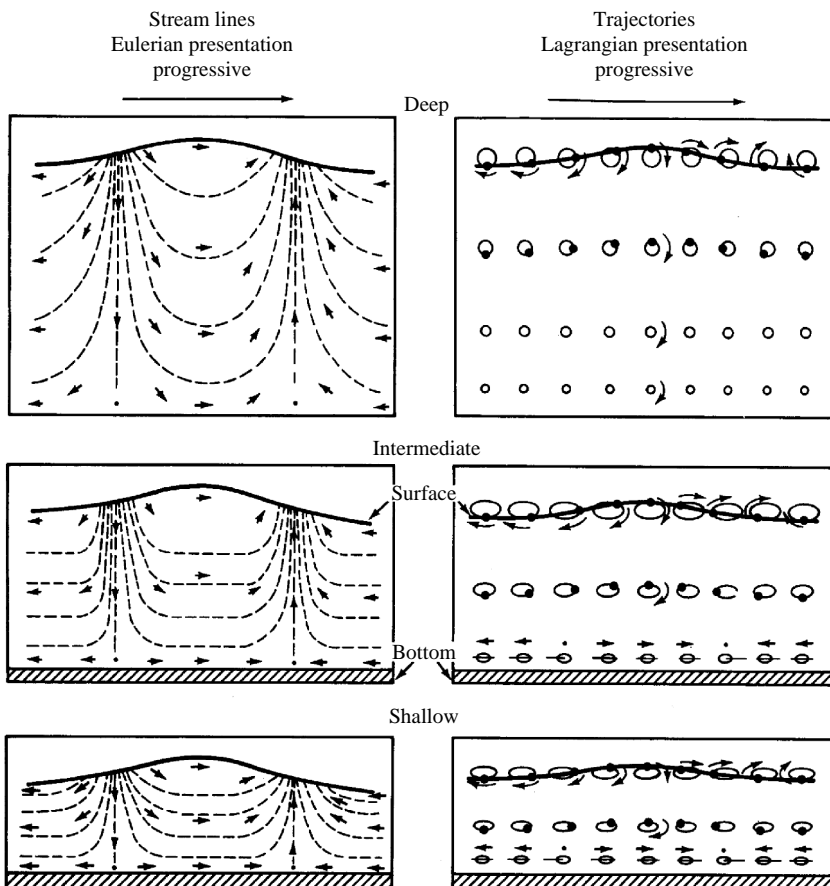 Stream lines
Eulerian presentation
progressive
Trajectories
Lagrangian presentation
progressive
Deep
Intermediate
Surface
Bottom
Shallow